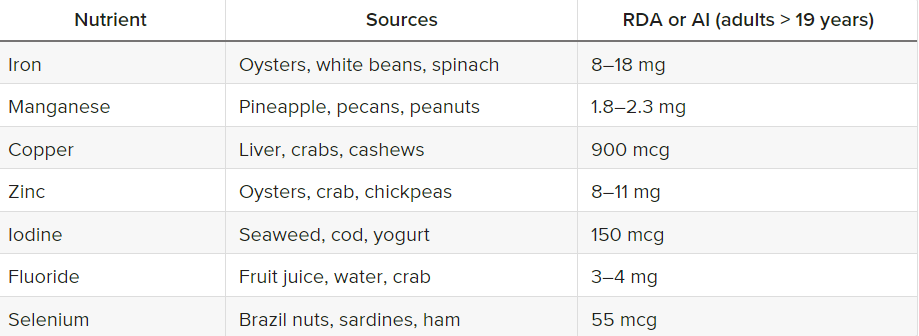 Nutrient Sources RDA or AI (adults > 19 years)
Iron Oysters, white beans, spinach 8–18 mg
Manganese Pineapple, pecans, peanuts 1.8–2.3 mg
Copper Liver, crabs, cashews 900 mcg
Zinc Oysters, crab, chickpeas 8–11 mg
Iodine Seaweed, cod, yogurt 150 mcg
Fluoride Fruit juice, water, crab 3–4 mg
Selenium Brazil nuts, sardines, ham 55 mcg